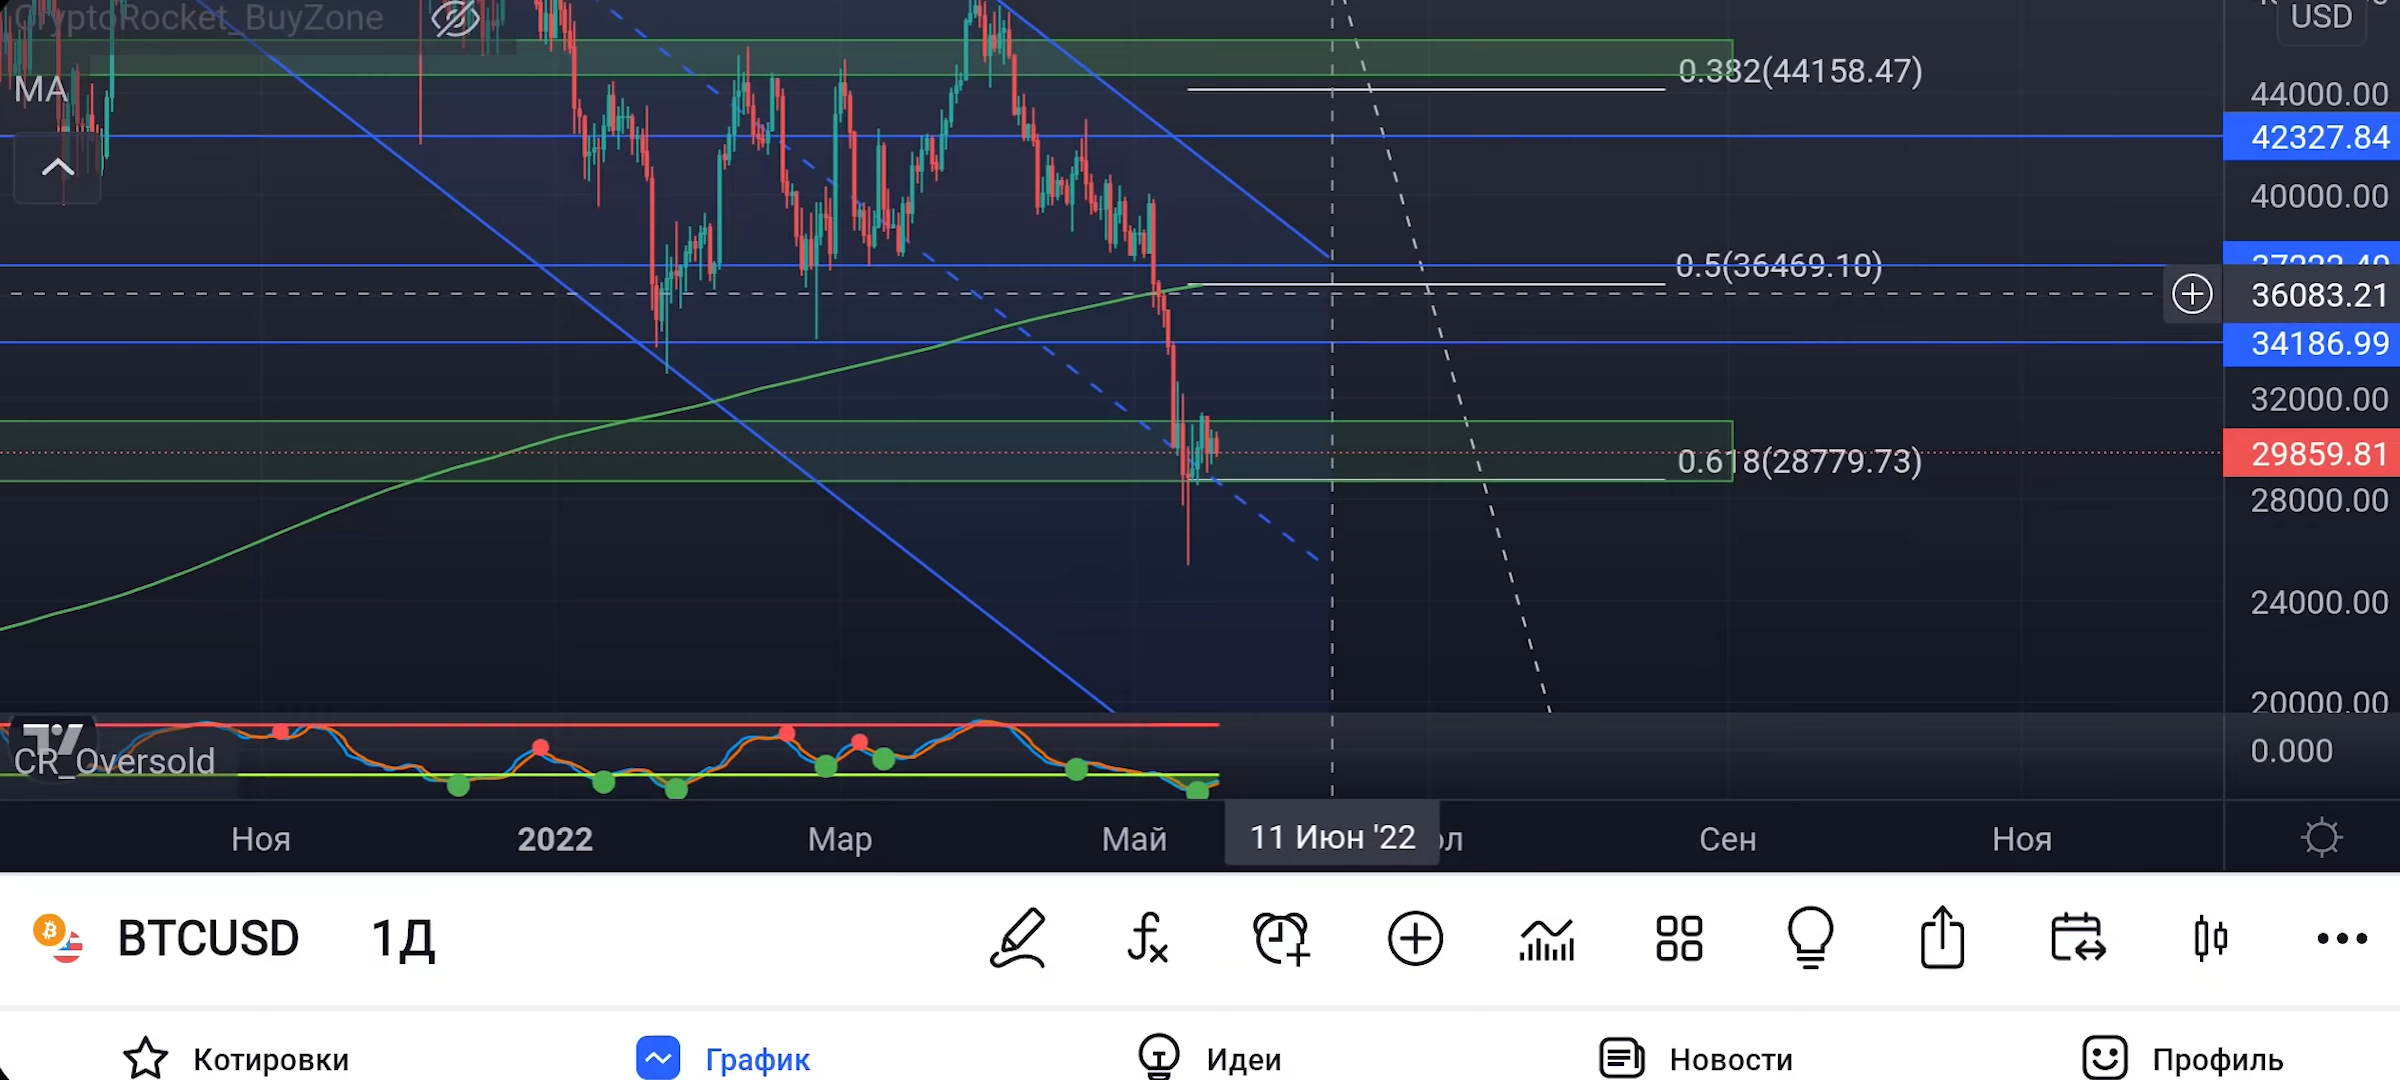 CryptoRocket_BuyZone
USD
MA
0.382(44158.47)
44000.00
42327.84
40000.00
0.5(36469.10)
36083.21
34186.99
32000.00
29859.81
0.618(28779.73)
28000.00
24000.00
20000.00
CR_Oversold
0.000
Ноя
2022
Мар
Май
11 Июн '22
Сен
Ноя
BTCUSD
1Д
Котировки
График
Идеи
Новости
Профиль